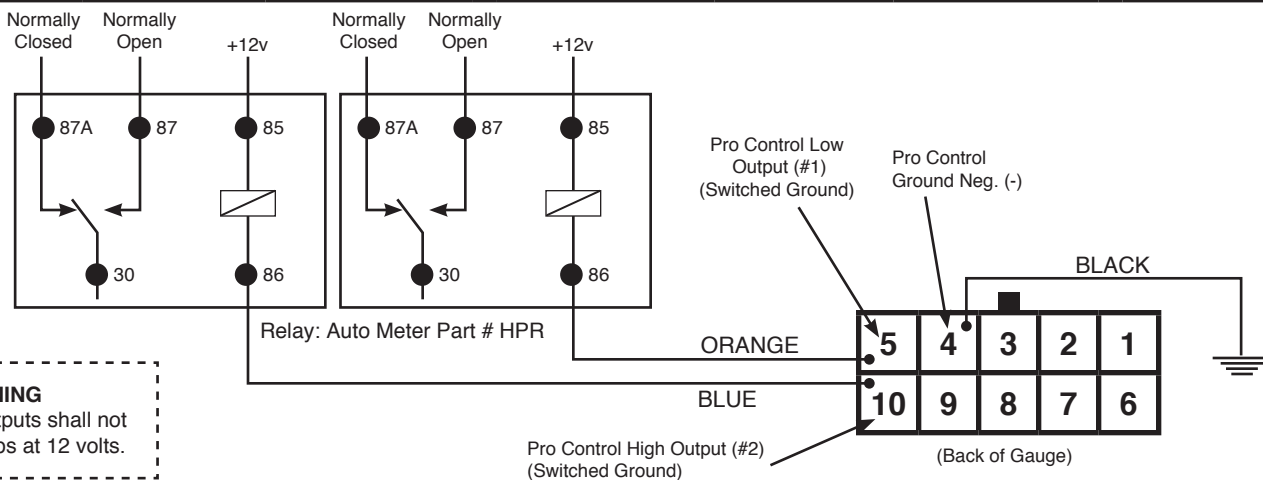 Normally Closed
Normally Open
+12v
Normally Closed
Normally Open
+12v
87A
87
85
87A
87
85
30
86
30
86
Relay: Auto Meter Part # HPR
Pro Control Low
Output (#1)
(Switched Ground)
Pro Control
Ground Neg. (-)
BLACK
ORANGE
BLUE
5 4 3 2 1
10 9 8 7 6
(Back of Gauge)
Pro Control High Output (#2)
(Switched Ground)
shall not
at 12 volts.